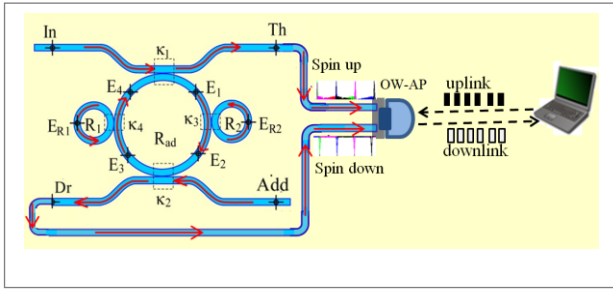 In
κ1
Th
Spin up
OW-AP
uplink
E4
E1
ER1
R1
κ4
Rad
κ3
R2
ER2
E3
E2
downlink
Spin down
Dr
κ2
Add